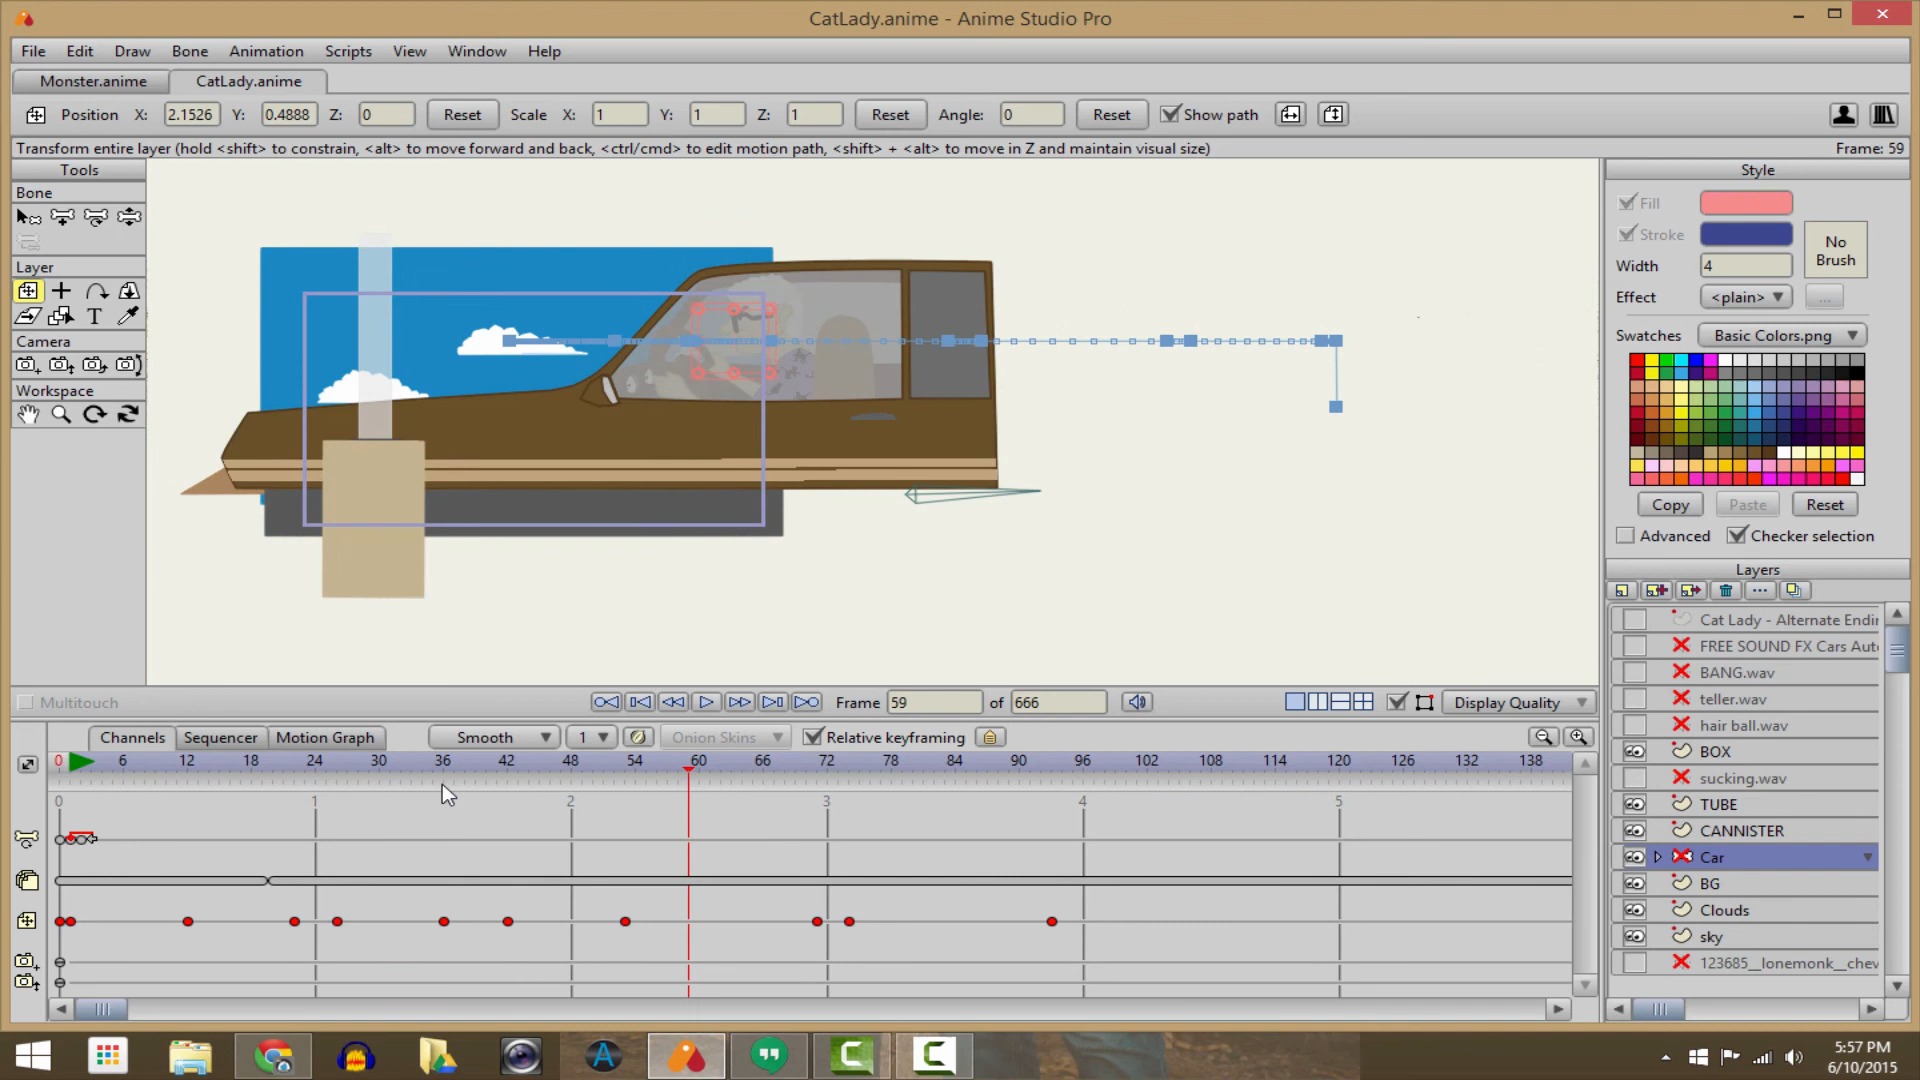 CatLady.anime - Anime Studio Pro
File Edit Draw Bone Animation Scripts View Window Help
Monster.anime CatLady.anime
Position X: 2.1526 Y: 0.4888 Z: 0 Reset Scale X: 1 Y: 1 Z: 1 Reset Angle: 0 Reset Show path
Transform entire layer (hold <shift> to constrain, <alt> to move forward and back, <ctrl/cmd> to edit motion path, <shift> + <alt> to move in Z and maintain visual size) Frame: 59
Tools
Bone
Layer
Camera
Workspace
Style
Fill
Stroke
No Brush
Width 4
Effect <plain> ...
Swatches Basic Colors.png
Copy Paste Reset
Advanced Checker selection
Layers
Cat Lady - Alternate Endi
FREE SOUND FX Cars Aut
BANG.wav
teller.wav
hair ball.wav
BOX
sucking.wav
TUBE
CANNISTER
Car
BG
Clouds
sky
123685__lonemonk__chev
Multitouch Frame 59 of 666 Display Quality
Channels Sequencer Motion Graph Smooth 1 Onion Skins Relative keyframing
0 6 12 18 24 30 36 42 48 54 60 66 72 78 84 90 96 102 108 114 120 126 132 138
0 1 2 3 4 5
5:57 PM
6/10/2015